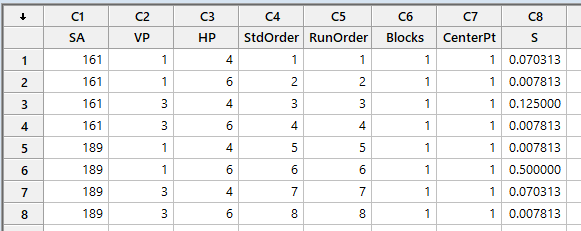 ↓ C1 C2 C3 C4 C5 C6 C7 C8
SA VP HP StdOrder RunOrder Blocks CenterPt S
1 161 1 4 1 1 1 1 0.070313
2 161 1 6 2 2 1 1 0.007813
3 161 3 4 3 3 1 1 0.125000
4 161 3 6 4 4 1 1 0.007813
5 189 1 4 5 5 1 1 0.007813
6 189 1 6 6 6 1 1 0.500000
7 189 3 4 7 7 1 1 0.070313
8 189 3 6 8 8 1 1 0.007813